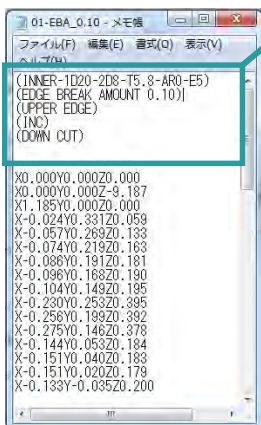 01-EBA_0.10 - メモ帳
ファイル(F) 編集(E) 書式(O) 表示(V)
ヘルプ(H)
(INNER-1D20-2D8-T5.8-AR0-E5)
(EDGE BREAK AMOUNT 0.10)
(UPPER EDGE)
(INC)
(DOWN CUT)
X0.000Y0.000Z0.000
X0.000Y0.000Z-9.187
X1.185Y0.000Z0.000
X-0.024Y0.331Z0.059
X-0.057Y0.269Z0.133
X-0.074Y0.219Z0.163
X-0.086Y0.191Z0.181
X-0.096Y0.168Z0.190
X-0.104Y0.149Z0.195
X-0.230Y0.253Z0.395
X-0.256Y0.199Z0.392
X-0.275Y0.146Z0.378
X-0.144Y0.053Z0.184
X-0.151Y0.040Z0.183
X-0.151Y0.020Z0.179
X-0.133Y-0.035Z0.200